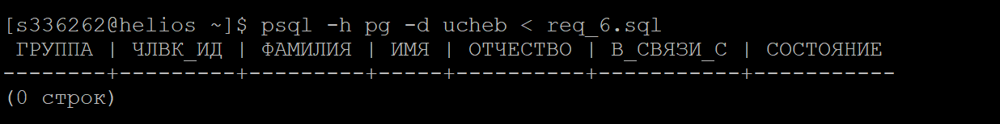 [s336262@helios ~]$ psql -h pg -d ucheb < req_6.sql
 ГРУППА | ЧЛВК_ИД | ФАМИЛИЯ | ИМЯ | ОТЧЕСТВО | В_СВЯЗИ_С | СОСТОЯНИЕ
--------+---------+---------+-----+----------+-----------+-----------
(0 строк)